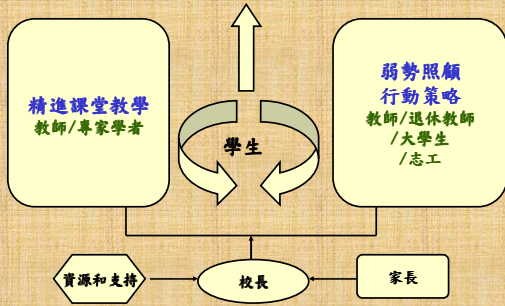 精進課堂教學
教師/專家學者
學生
弱勢照顧
行動策略
教師/退休教師
/大學生
/志工
資源和支持
校長
家長